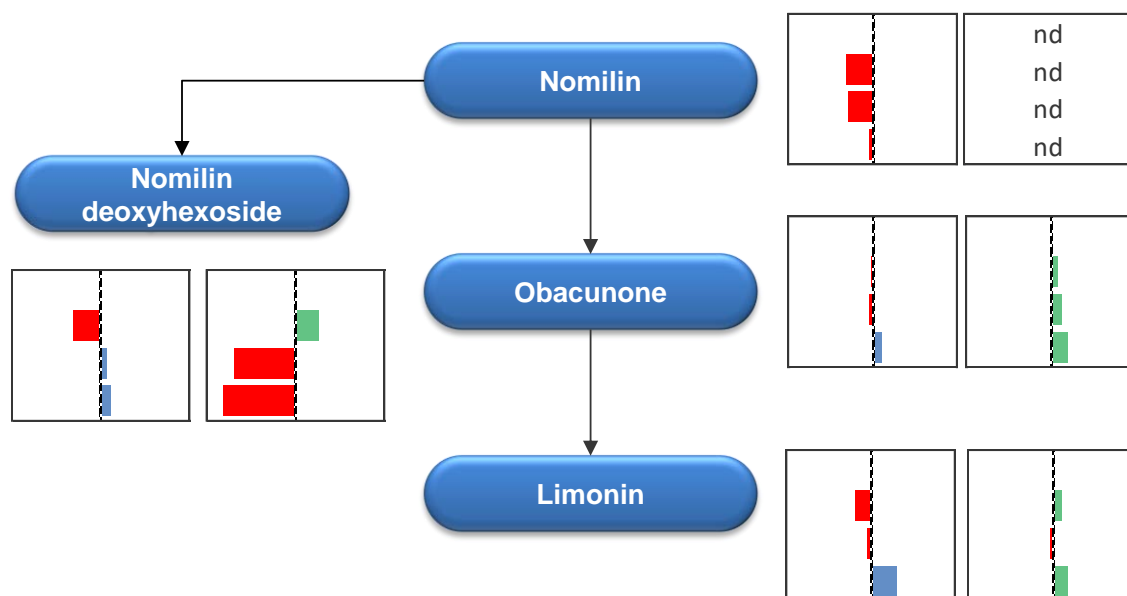 Nomilin
nd
nd
nd
nd
Nomilin
deoxyhexoside
Obacunone
Limonin